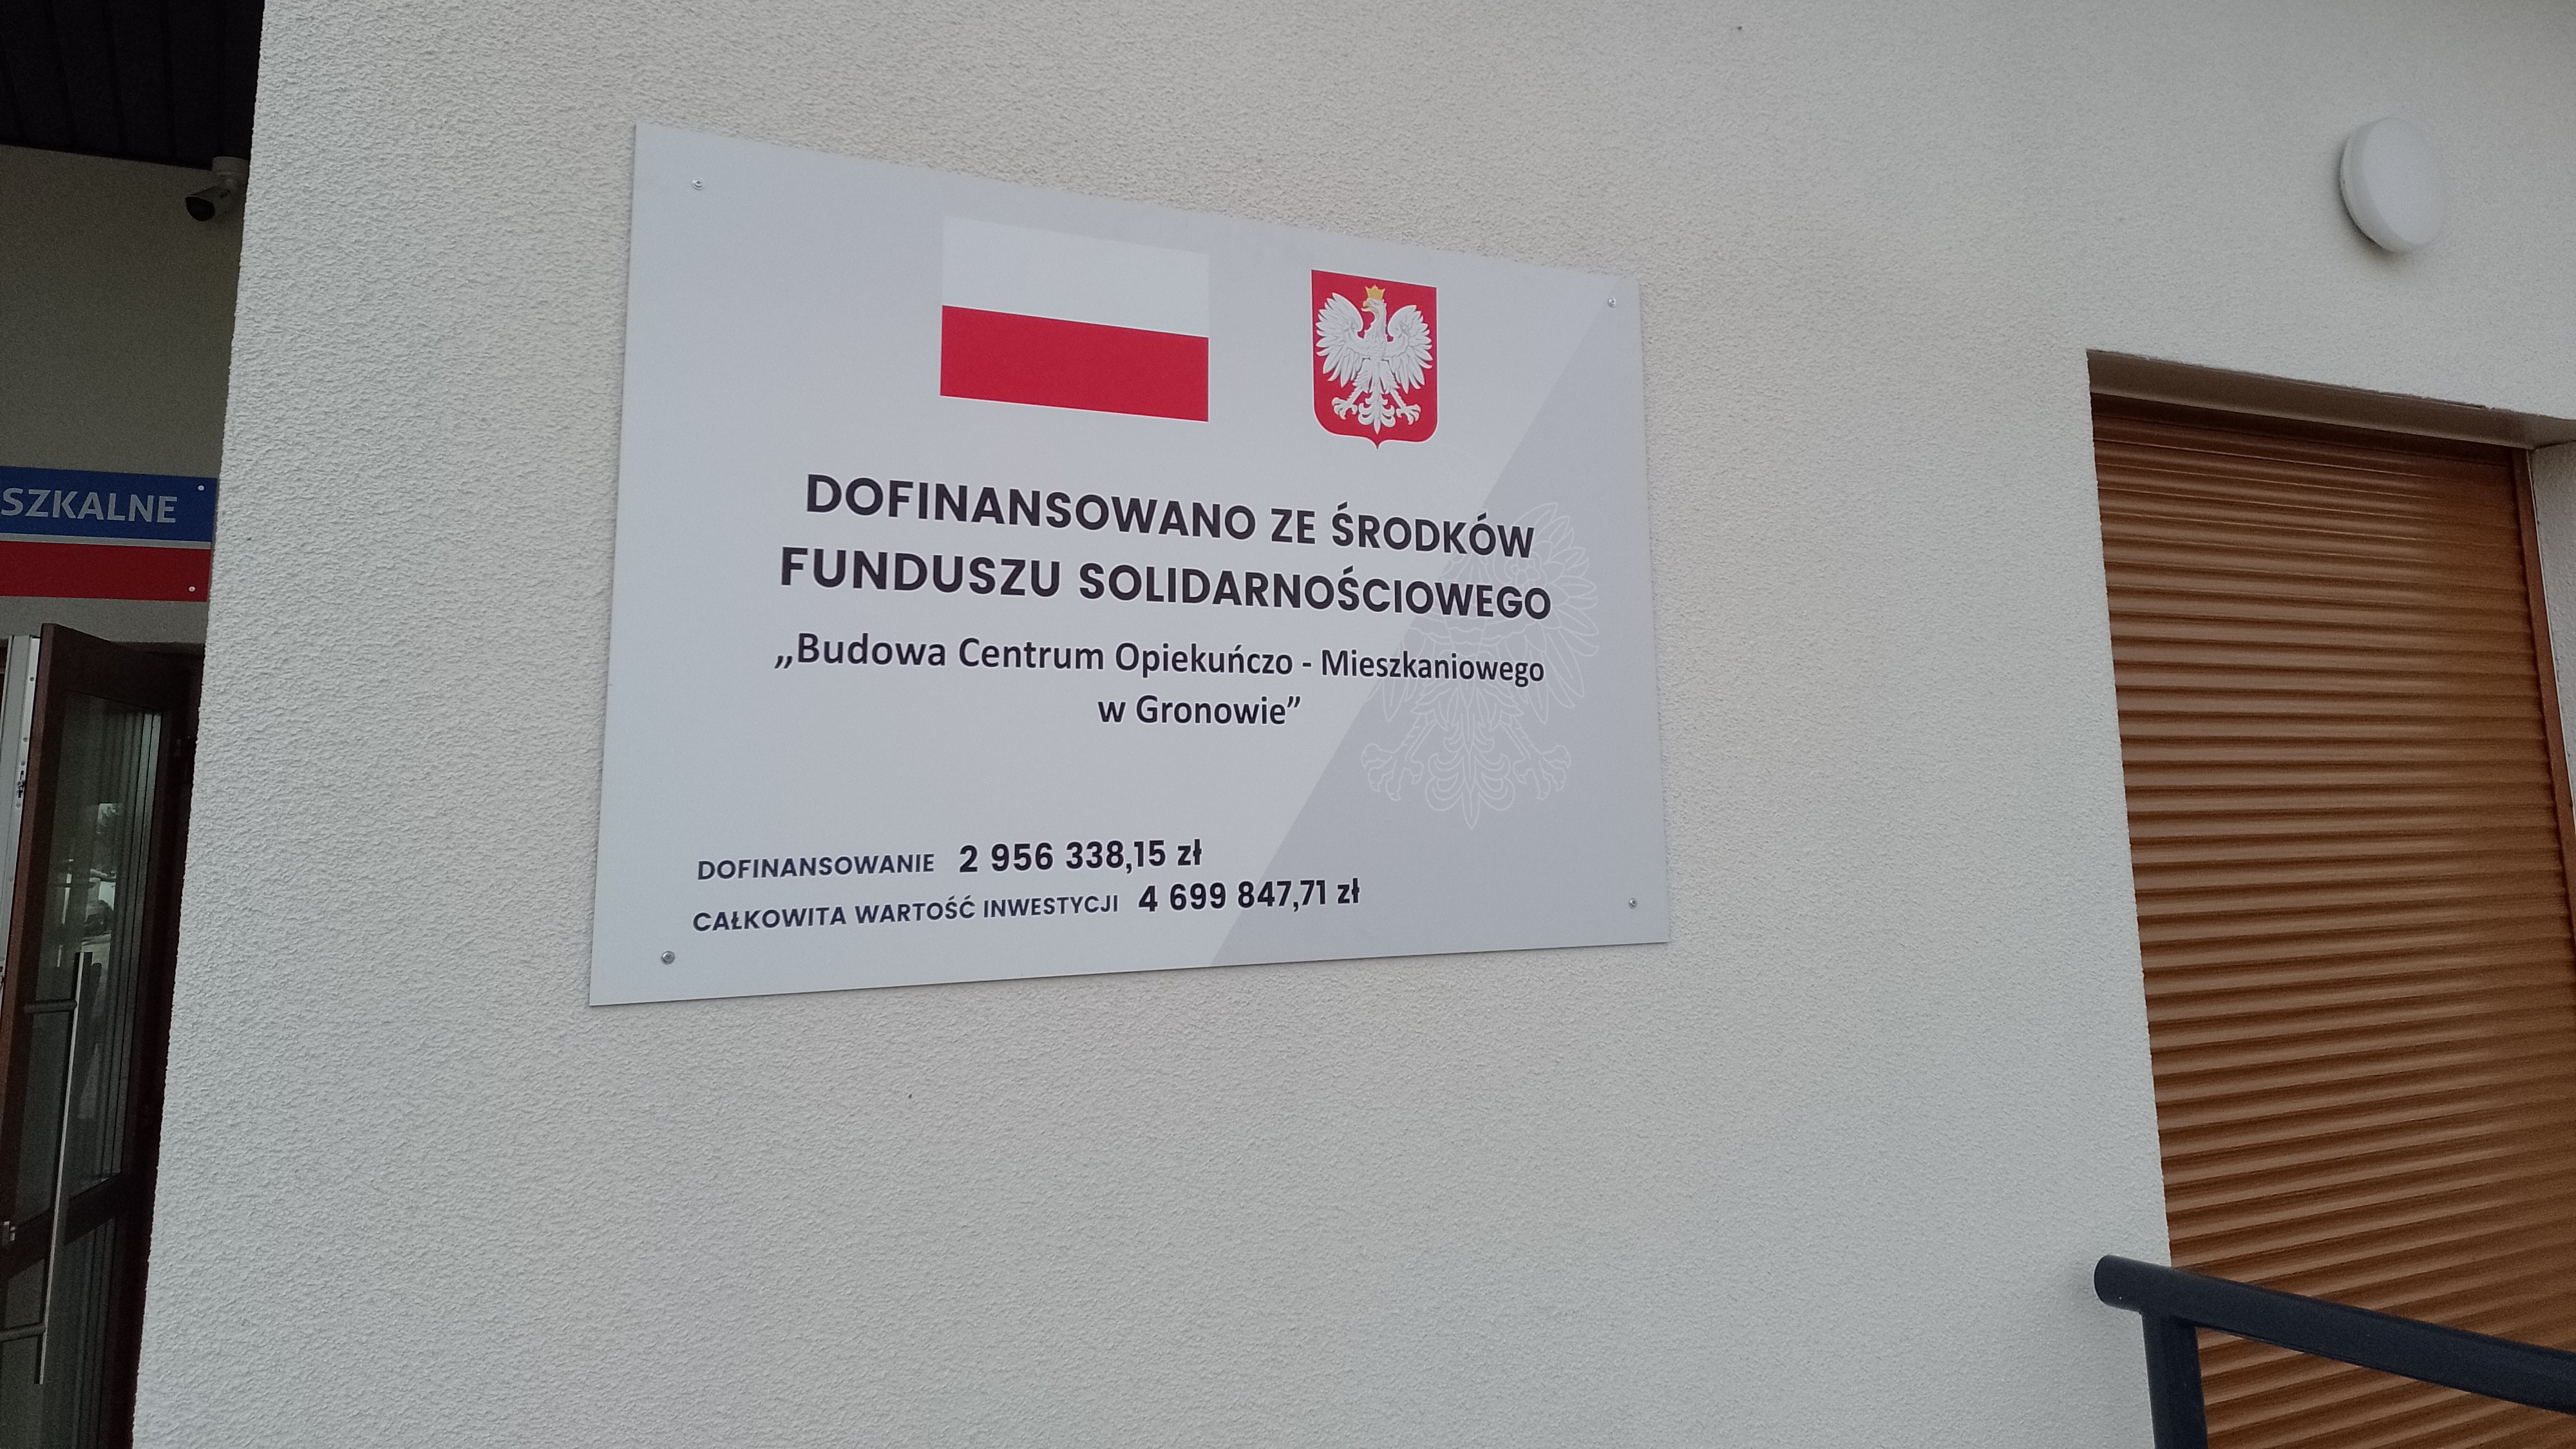 SZKALNE
DOFINANSOWANO ZE ŚRODKÓW
FUNDUSZU SOLIDARNOŚCIOWEGO
„Budowa Centrum Opiekuńczo - Mieszkaniowego
w Gronowie”
DOFINANSOWANIE 2 956 338,15 zł
CAŁKOWITA WARTOŚĆ INWESTYCJI 4 699 847,71 zł